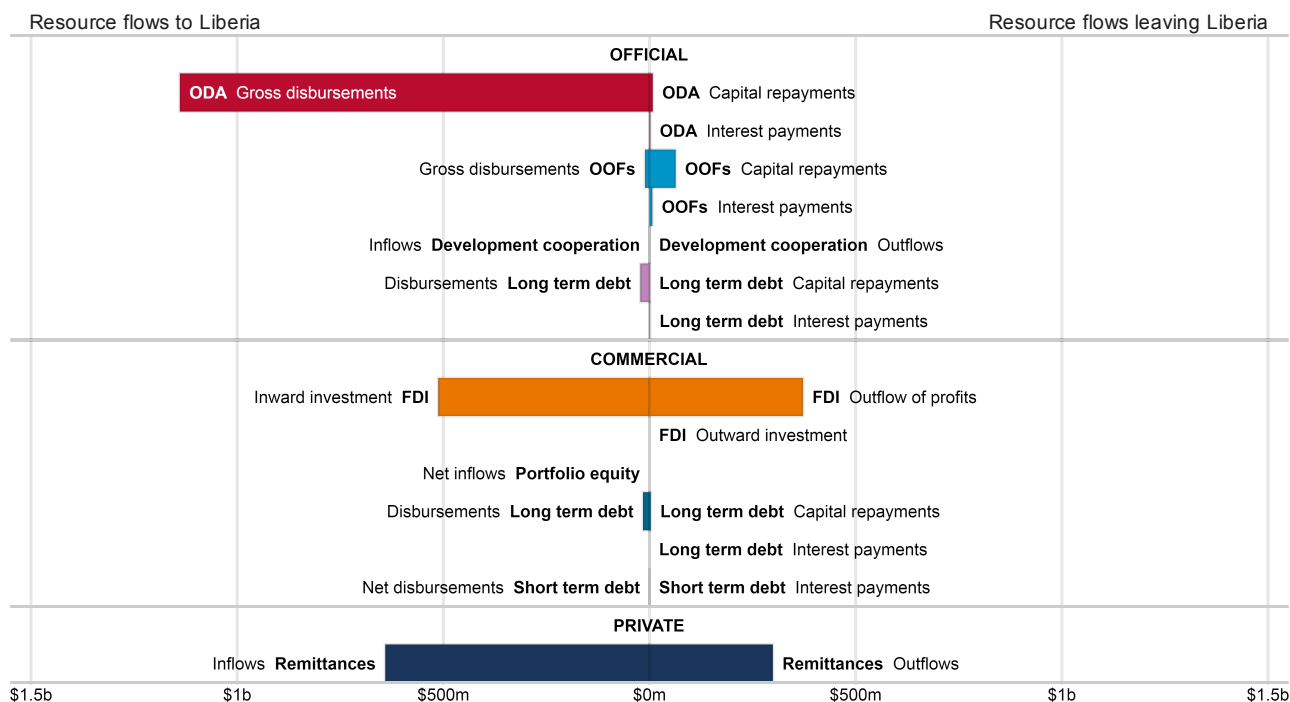 Resource flows to Liberia Resource flows leaving Liberia
OFFICIAL
ODA Gross disbursements ODA Capital repayments
ODA Interest payments
Gross disbursements OOFs OOFs Capital repayments
OOFs Interest payments
Inflows Development cooperation Development cooperation Outflows
Disbursements Long term debt Long term debt Capital repayments
Long term debt Interest payments
COMMERCIAL
Inward investment FDI FDI Outflow of profits
FDI Outward investment
Net inflows Portfolio equity
Disbursements Long term debt Long term debt Capital repayments
Long term debt Interest payments
Net disbursements Short term debt Short term debt Interest payments
PRIVATE
Inflows Remittances Remittances Outflows
$1.5b $1b $500m $0m $500m $1b $1.5b